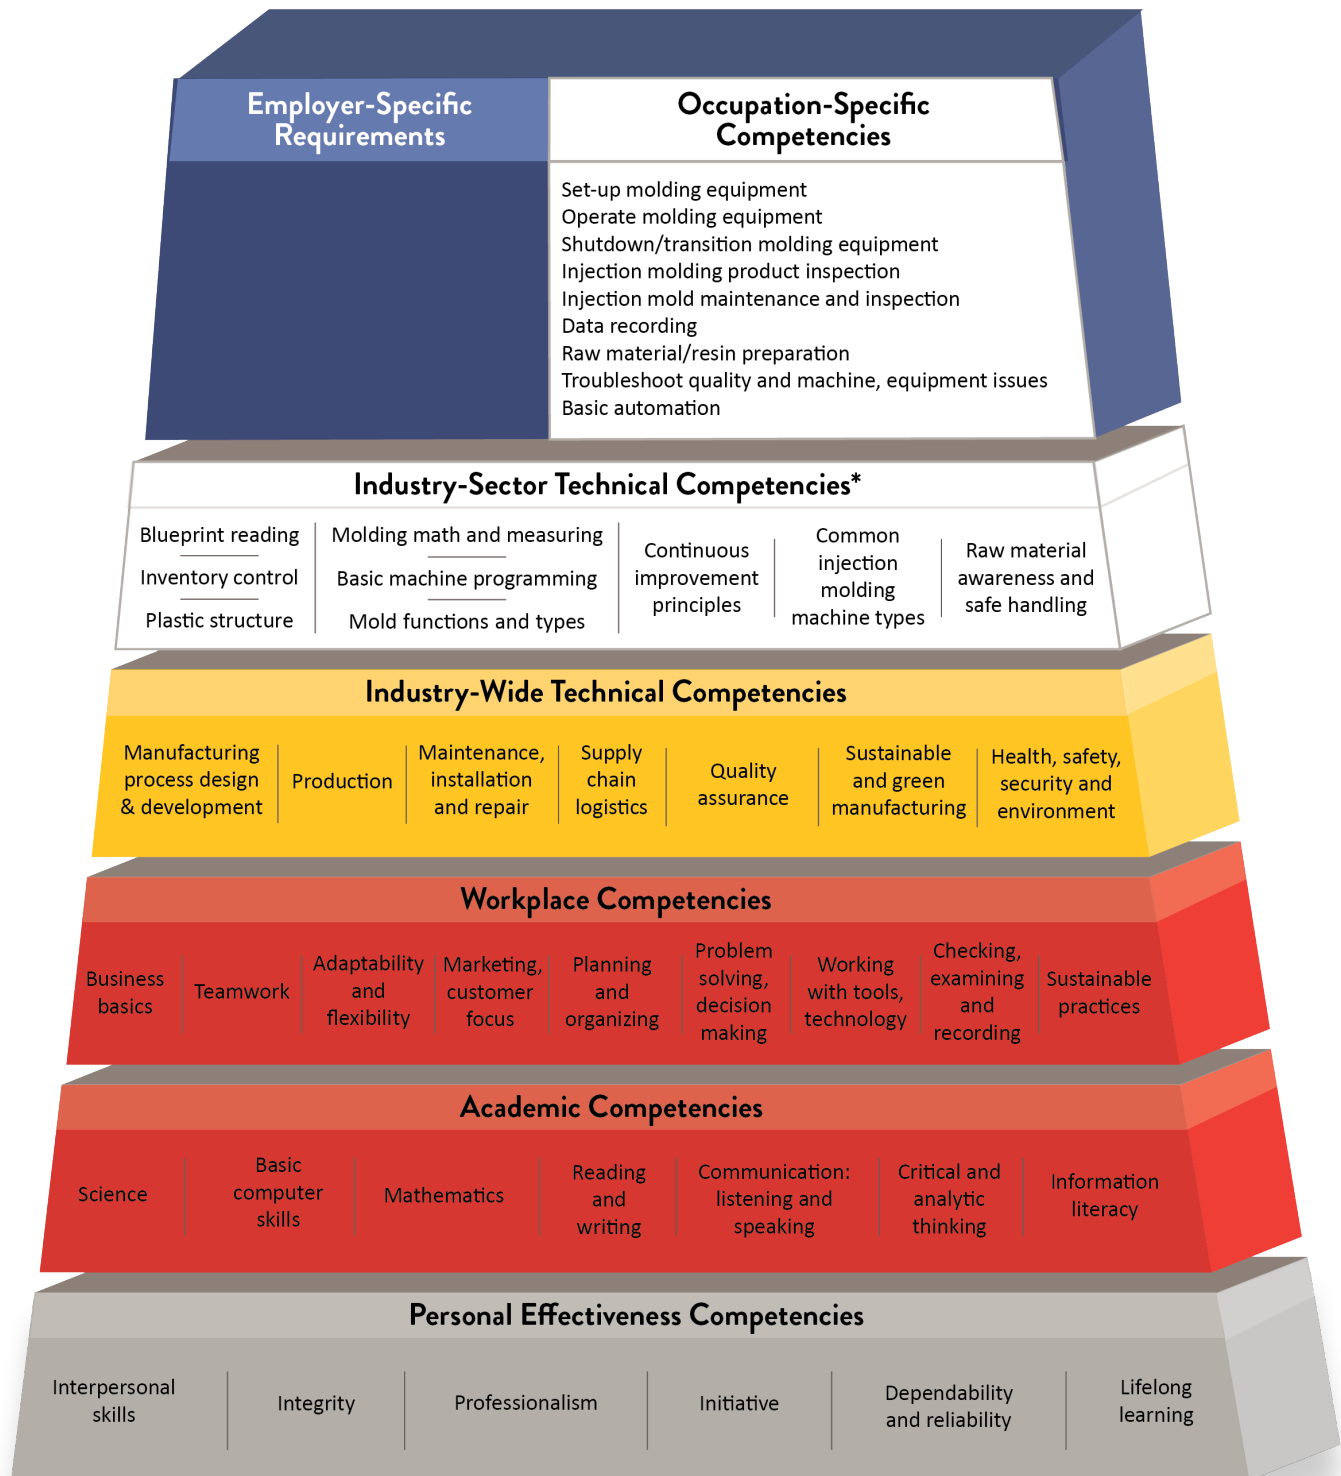 Employer-Specific
Requirements
Occupation-Specific
Competencies
Set-up molding equipment
Operate molding equipment
Shutdown/transition molding equipment
Injection molding product inspection
Injection mold maintenance and inspection
Data recording
Raw material/resin preparation
Troubleshoot quality and machine, equipment issues
Basic automation
Industry-Sector Technical Competencies*
Blueprint reading
Inventory control
Plastic structure
Molding math and measuring
Basic machine programming
Mold functions and types
Continuous
improvement
principles
Common
injection
molding
machine types
Raw material
awareness and
safe handling
Industry-Wide Technical Competencies
Manufacturing
process design
& development
Production
Maintenance,
installation
and repair
Supply
chain
logistics
Quality
assurance
Sustainable
and green
manufacturing
Health, safety,
security and
environment
Workplace Competencies
Business
basics
Teamwork
Adaptability
and
flexibility
Marketing,
customer
focus
Planning
and
organizing
Problem
solving,
decision
making
Working
with tools,
technology
Checking,
examining
and
recording
Sustainable
practices
Academic Competencies
Science
Basic
computer
skills
Mathematics
Reading
and
writing
Communication:
listening and
speaking
Critical and
analytic
thinking
Information
literacy
Personal Effectiveness Competencies
Interpersonal
skills
Integrity
Professionalism
Initiative
Dependability
and reliability
Lifelong
learning